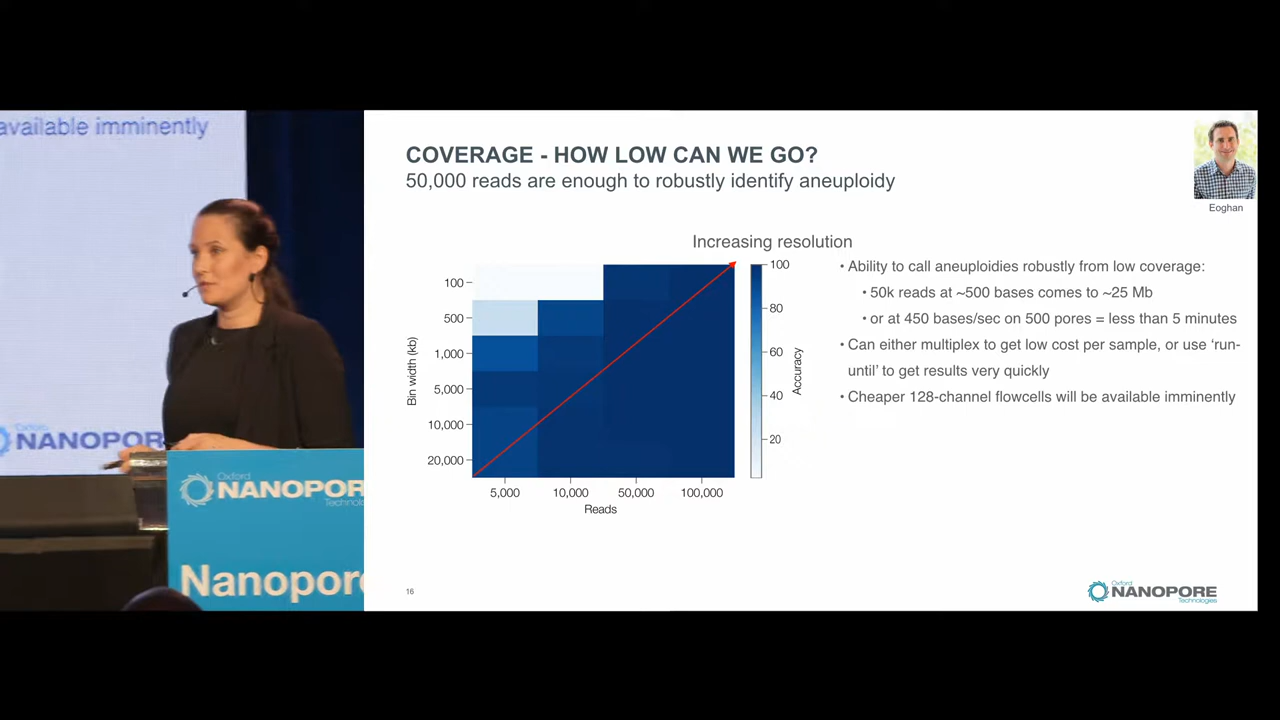 available imminently
NANOPOR
Oxford
NANOPOR
Technolo
Nanopore
COVERAGE - HOW LOW CAN WE GO?
50,000 reads are enough to robustly identify aneuploidy
Eoghan
Increasing resolution
100
500
1,000
5,000
10,000
20,000
Bin width (kb)
5,000
10,000
50,000
100,000
Reads
100
80
60
40
20
Accuracy
• Ability to call aneuploidies robustly from low coverage:
• 50k reads at ~500 bases comes to ~25 Mb
• or at 450 bases/sec on 500 pores = less than 5 minutes
• Can either multiplex to get low cost per sample, or use ‘run-
until’ to get results very quickly
• Cheaper 128-channel flowcells will be available imminently
16
Oxford
NANOPORE
Technologies